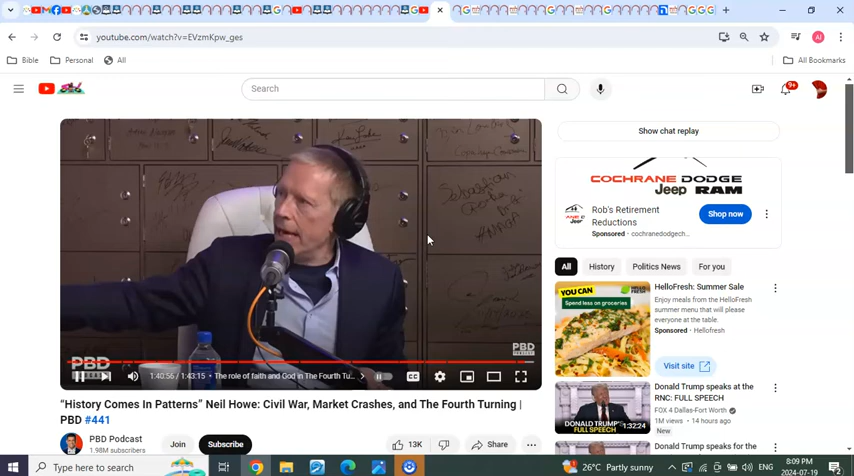 youtube.com/watch?v=EVzmKpw_ges
Bible
Personal
All
All Bookmarks
Search
9+
Show chat replay
COCHRANE DODGE
Jeep RAM
Rob's Retirement
Reductions
Sponsored · cochranedodgech...
Shop now
All
History
Politics News
For you
YOU CAN
Spend less on groceries
HelloFresh: Summer Sale
Enjoy meals from the HelloFresh
summer menu that will please
everyone at the table.
Sponsored · Hellofresh
Visit site
PBD
PODCAST
PBD
1:40:56 / 1:43:15 · The role of faith and God in The Fourth Tu...
“History Comes In Patterns” Neil Howe: Civil War, Market Crashes, and The Fourth Turning |
PBD #441
PBD Podcast
1.98M subscribers
Join
Subscribe
13K
Share
DONALD TRUMP
FULL SPEECH
1:32:24
Donald Trump speaks at the
RNC: FULL SPEECH
FOX 4 Dallas-Fort Worth
1M views · 14 hours ago
New
Donald Trump speaks for the
Type here to search
26°C Partly sunny
ENG
8:09 PM
2024-07-19
2